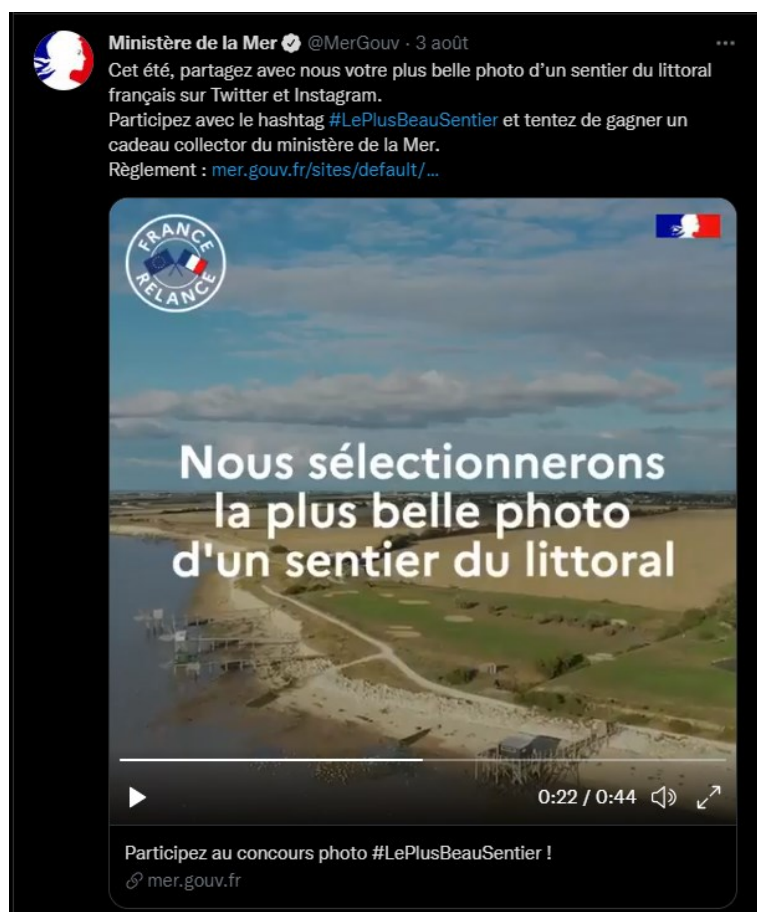 Ministère de la Mer @MerGouv · 3 août
Cet été, partagez avec nous votre plus belle photo d'un sentier du littoral
français sur Twitter et Instagram.
Participez avec le hashtag #LePlusBeauSentier et tentez de gagner un
cadeau collector du ministère de la Mer.
Règlement : mer.gouv.fr/sites/default/...
FRANCE
RELANCE
Nous sélectionnerons
la plus belle photo
d'un sentier du littoral
0:22 / 0:44
Participez au concours photo #LePlusBeauSentier !
mer.gouv.fr